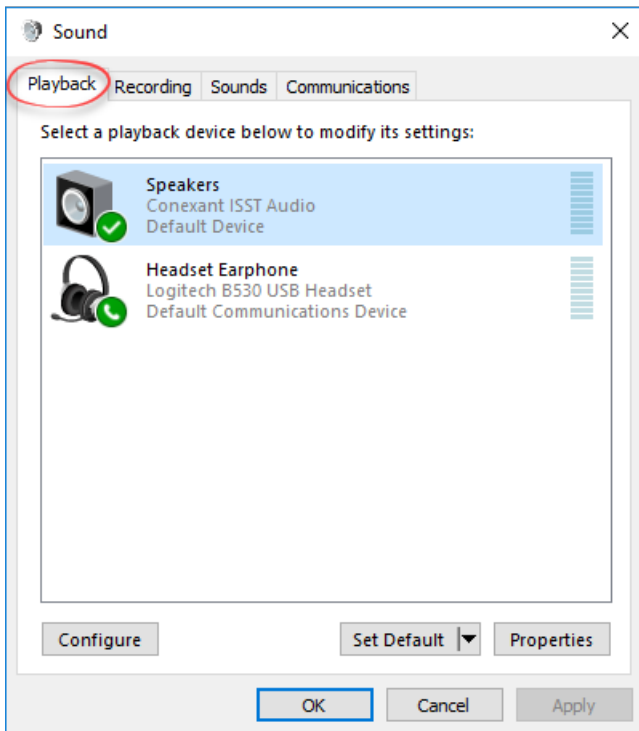 Sound
Playback Recording Sounds Communications
Select a playback device below to modify its settings:
Speakers
Conexant ISST Audio
Default Device
Headset Earphone
Logitech B530 USB Headset
Default Communications Device
Configure Set Default Properties
OK Cancel Apply